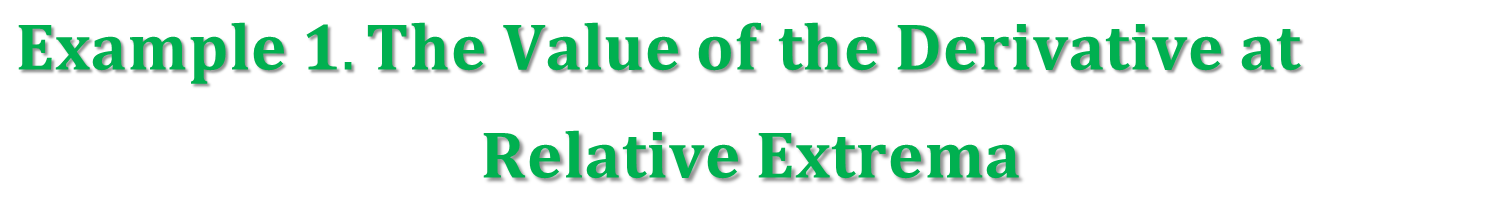 Example 1. The Value of the Derivative at
Relative Extrema